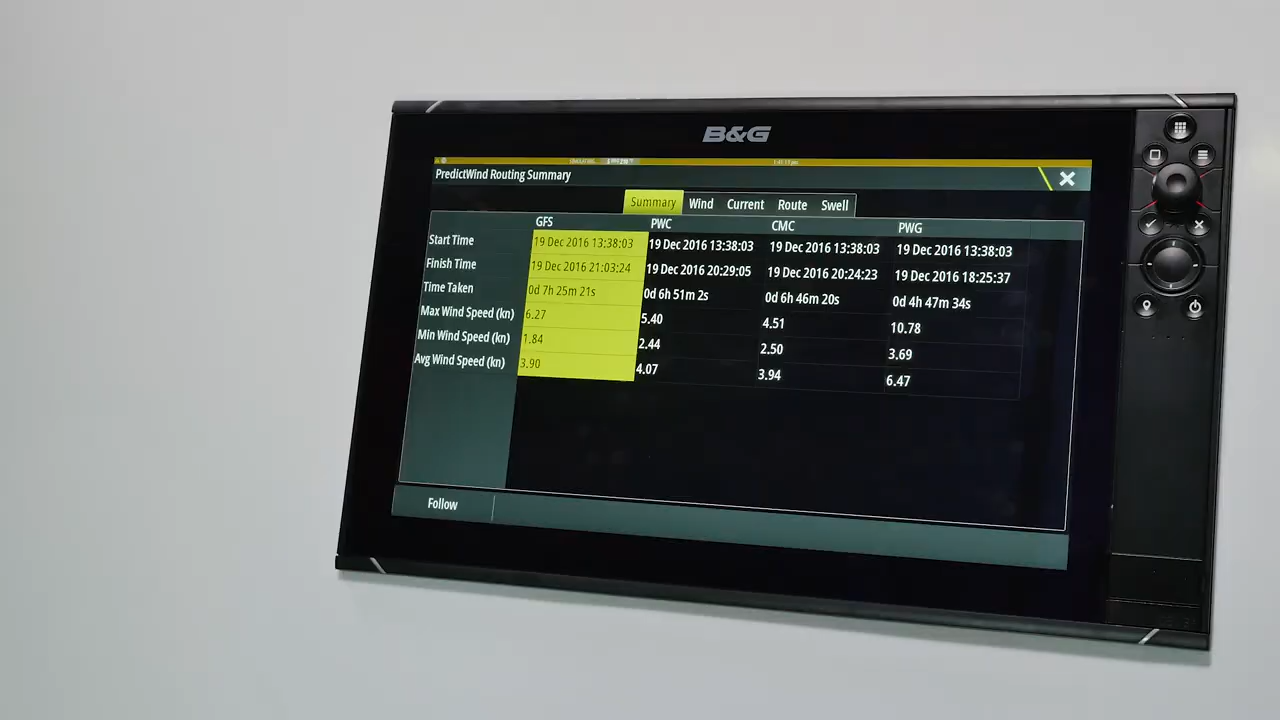 B&G
PredictWind Routing Summary
Summary Wind Current Route Swell
GFS PWC CMC PWG
Start Time 19 Dec 2016 13:38:03 19 Dec 2016 13:38:03 19 Dec 2016 13:38:03 19 Dec 2016 13:38:03
Finish Time 19 Dec 2016 21:03:24 19 Dec 2016 20:29:05 19 Dec 2016 20:24:23 19 Dec 2016 18:25:37
Time Taken 0d 7h 25m 21s 0d 6h 51m 2s 0d 6h 46m 20s 0d 4h 47m 34s
Max Wind Speed (kn) 6.27 5.40 4.51 10.78
Min Wind Speed (kn) 1.84 2.44 2.50 3.69
Avg Wind Speed (kn) 3.90 4.07 3.94 6.47
Follow